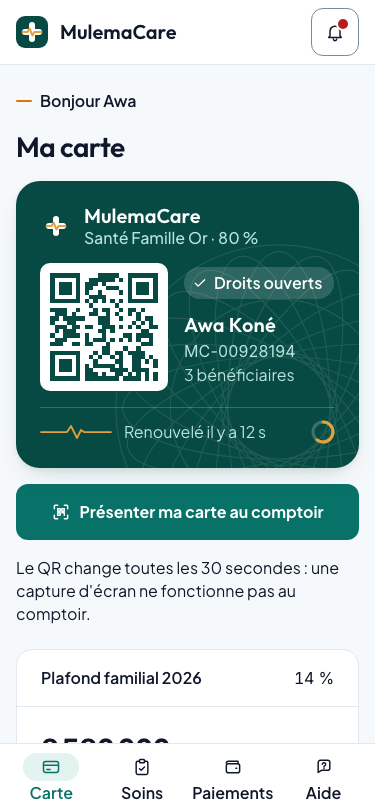 MulemaCare
Bonjour Awa
Ma carte
MulemaCare
Santé Famille Or · 80 %
Droits ouverts
Awa Koné
MC-00928194
3 bénéficiaires
Renouvelé il y a 12 s
Présenter ma carte au comptoir
Le QR change toutes les 30 secondes : une
capture d'écran ne fonctionne pas au
comptoir.
Plafond familial 2026 14 %
Carte Soins Paiements Aide